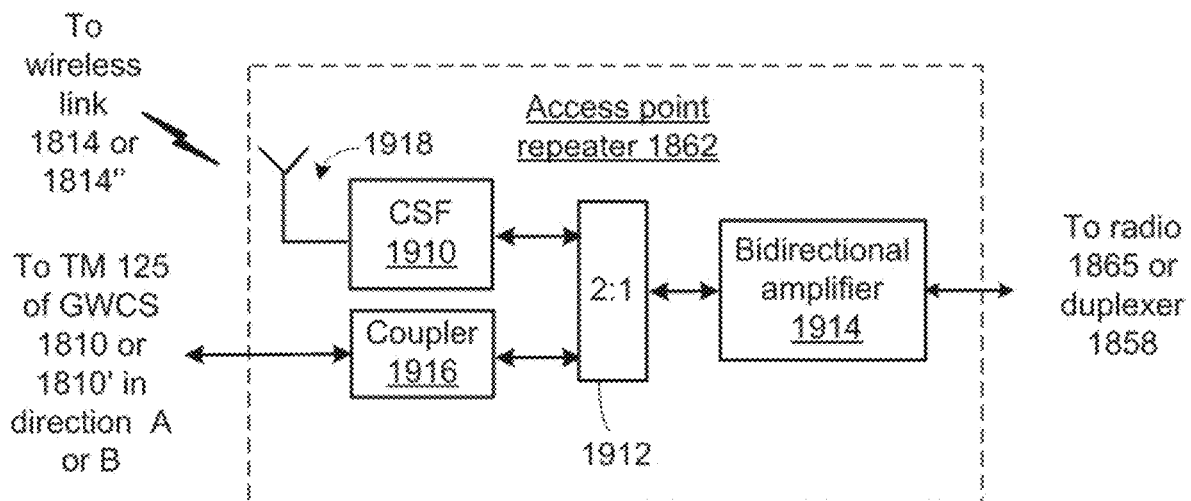 To
wireless
link
1814 or
1814"
Access point
repeater 1862
1918
CSF
1910
2:1
Bidirectional
amplifier
1914
To radio
1865 or
duplexer
1858
To TM 125
of GWCS
1810 or
1810' in
direction A
or B
Coupler
1916
1912